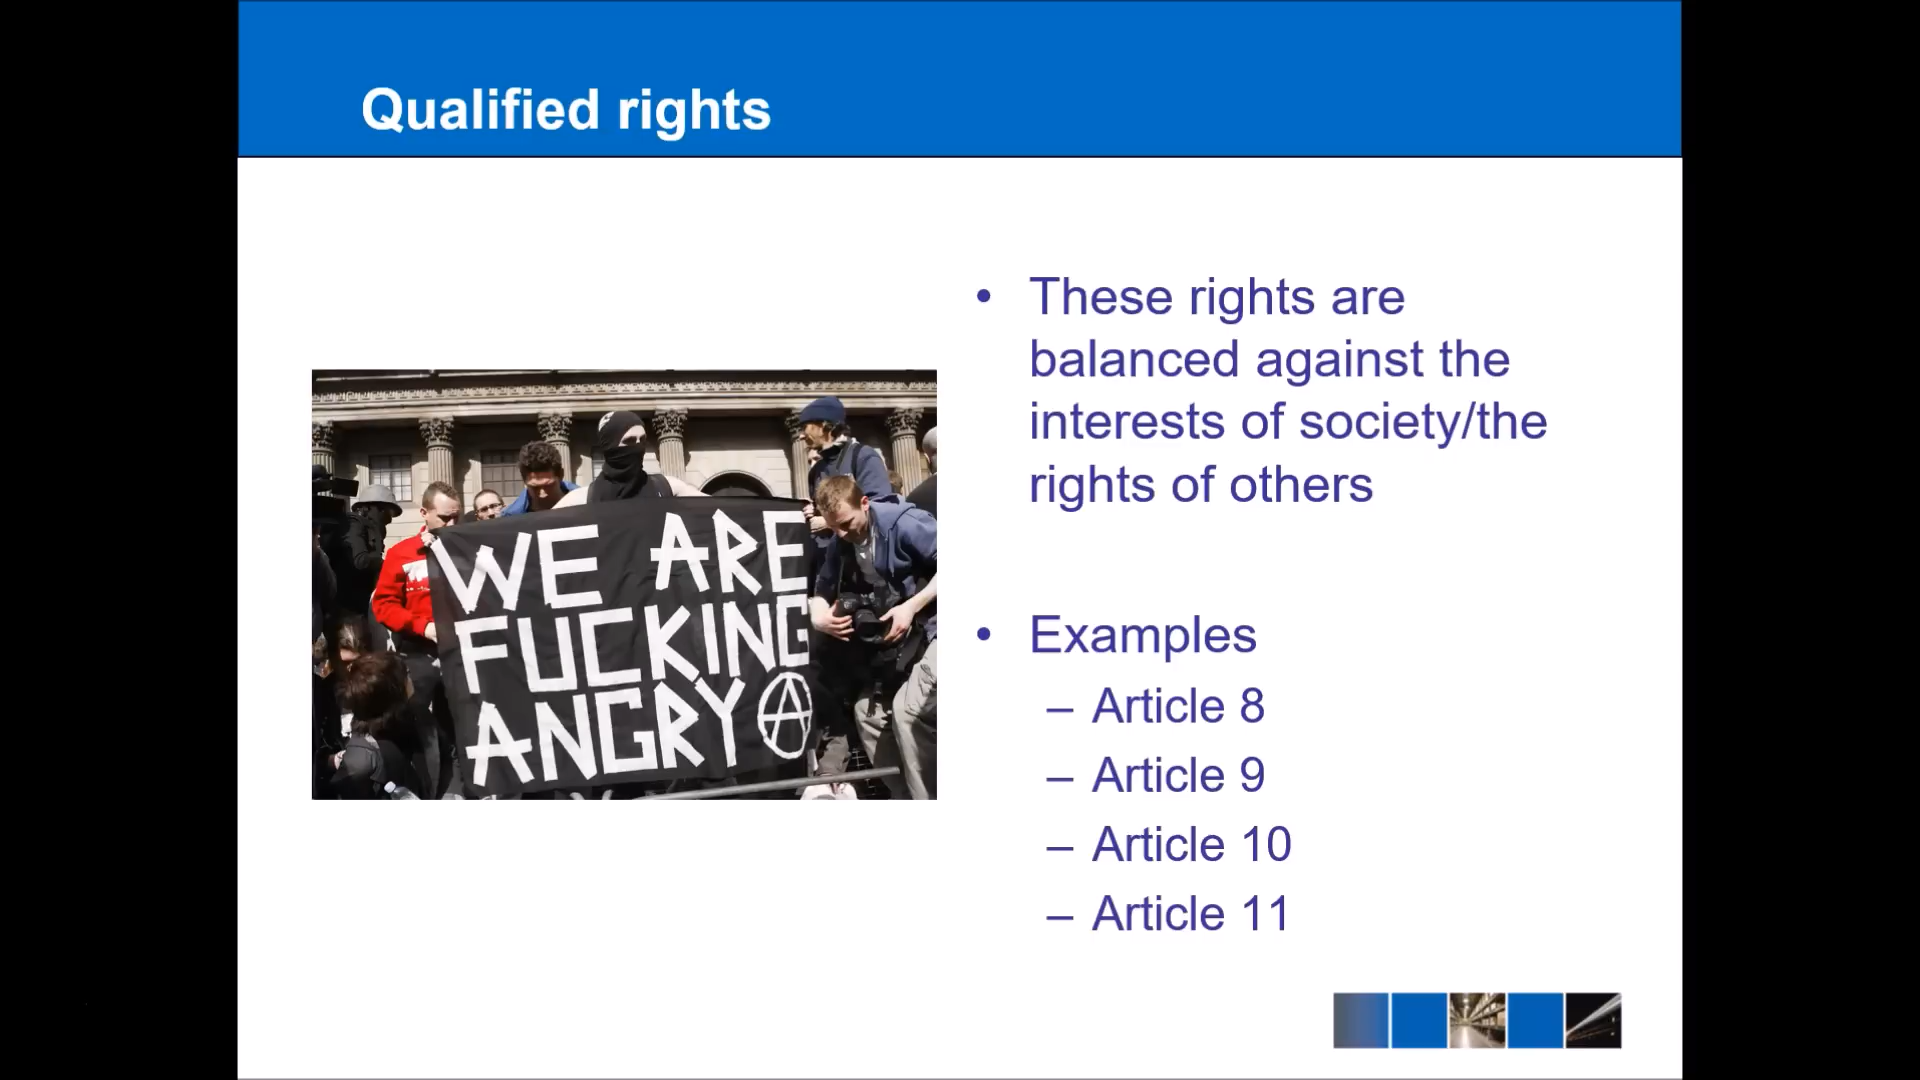 Qualified rights
WE ARE
FUCKING
ANGRY
• These rights are
balanced against the
interests of society/the
rights of others
• Examples
– Article 8
– Article 9
– Article 10
– Article 11